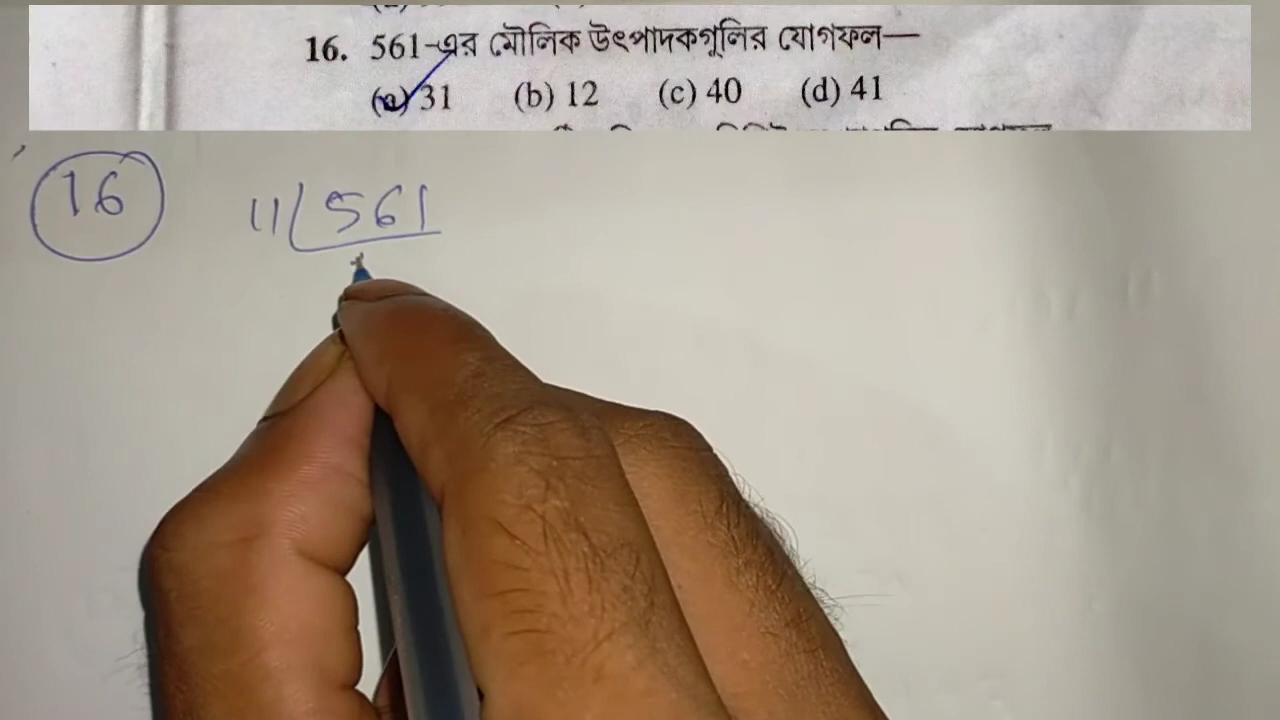 16. 561-এর মৌলিক উৎপাদকগুলির যোগফল—
(a) 31 (b) 12 (c) 40 (d) 41
16
11 561